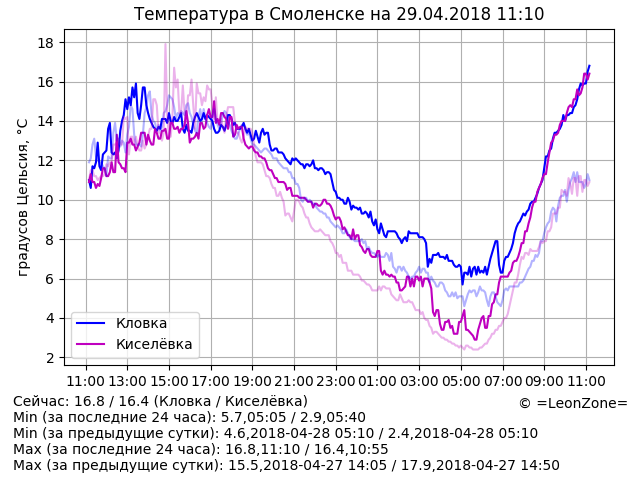 Температура в Смоленске на 29.04.2018 11:10
градусов Цельсия, °C
18
16
14
12
10
8
6
4
2
Кловка
Киселёвка
11:00 13:00 15:00 17:00 19:00 21:00 23:00 01:00 03:00 05:00 07:00 09:00 11:00
Сейчас: 16.8 / 16.4 (Кловка / Киселёвка)
© =LeonZone=
Min (за последние 24 часа): 5.7,05:05 / 2.9,05:40
Min (за предыдущие сутки): 4.6,2018-04-28 05:10 / 2.4,2018-04-28 05:10
Max (за последние 24 часа): 16.8,11:10 / 16.4,10:55
Max (за предыдущие сутки): 15.5,2018-04-27 14:05 / 17.9,2018-04-27 14:50